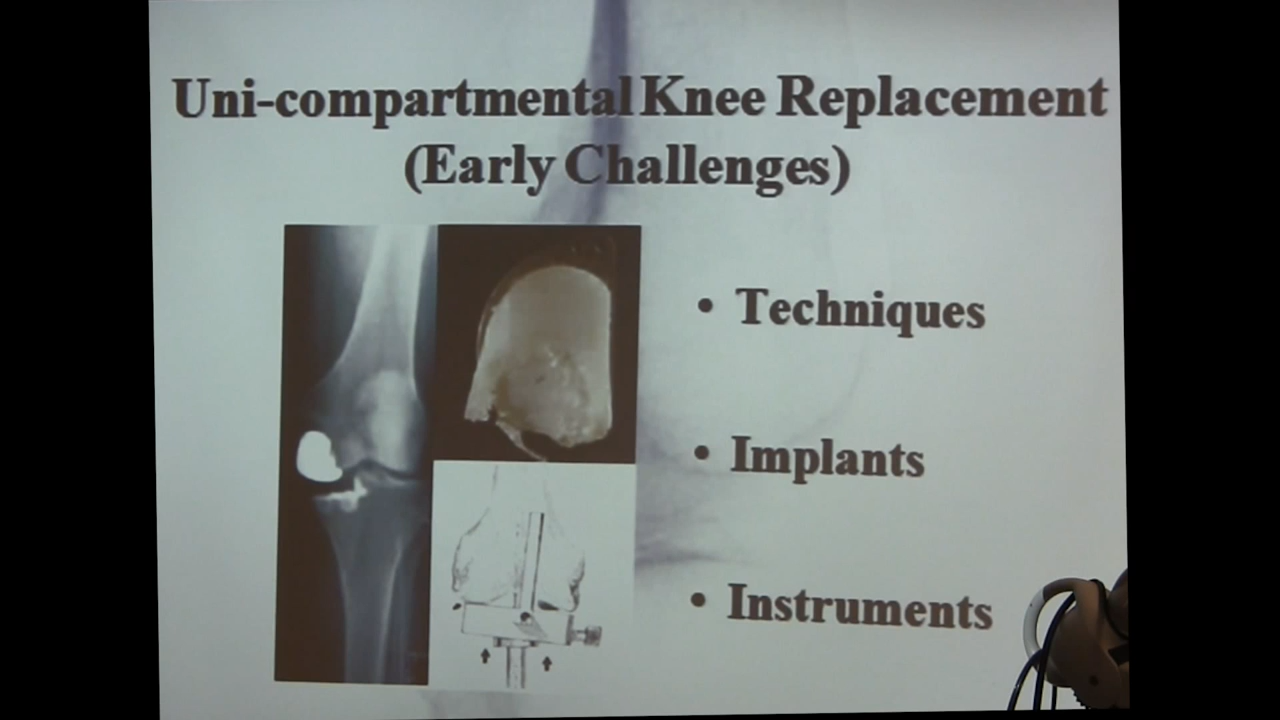 Uni-compartmental Knee Replacement
(Early Challenges)
• Techniques
• Implants
• Instruments